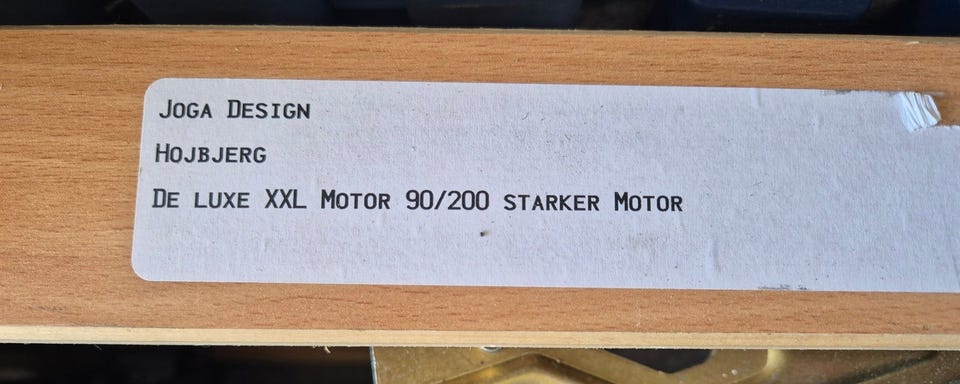 Joga Design
Hojbjerg
De luxe XXL Motor 90/200 starker Motor